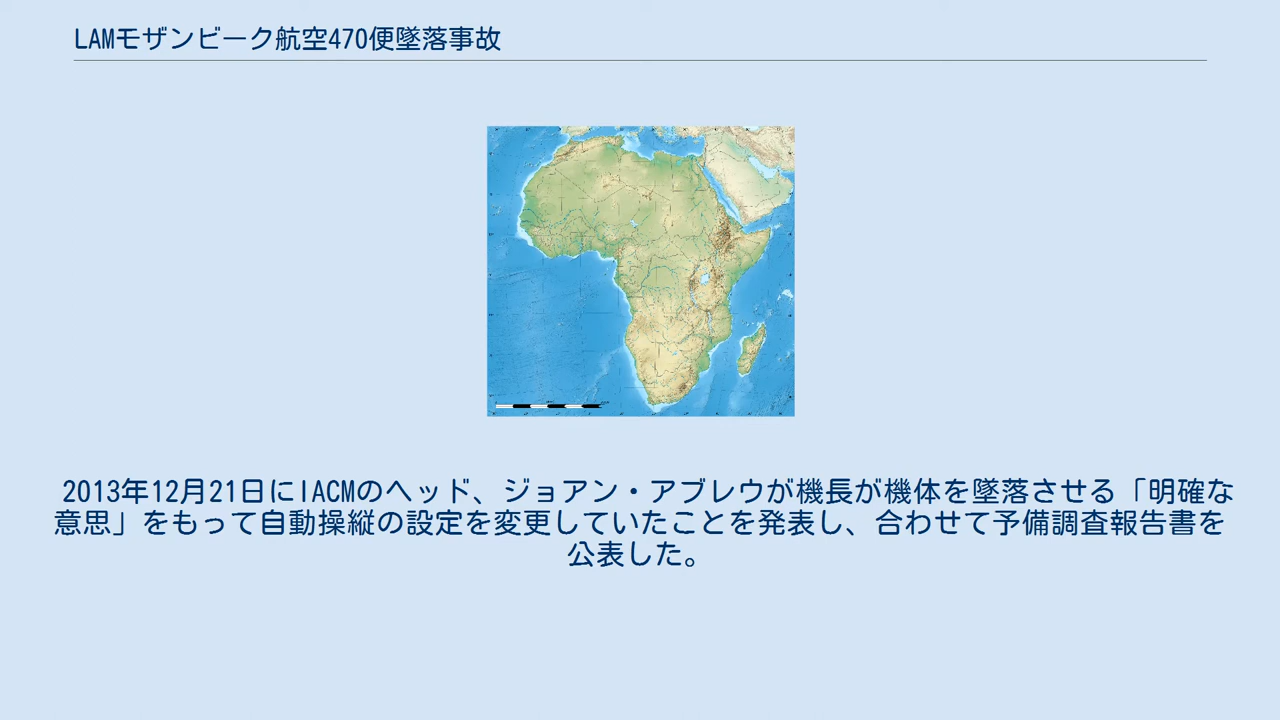 LAMモザンビーク航空470便墜落事故
2013年12月21日にIACMのヘッド、ジョアン・アブレウが機長が機体を墜落させる「明確な
意思」をもって自動操縦の設定を変更していたことを発表し、合わせて予備調査報告書を
公表した。